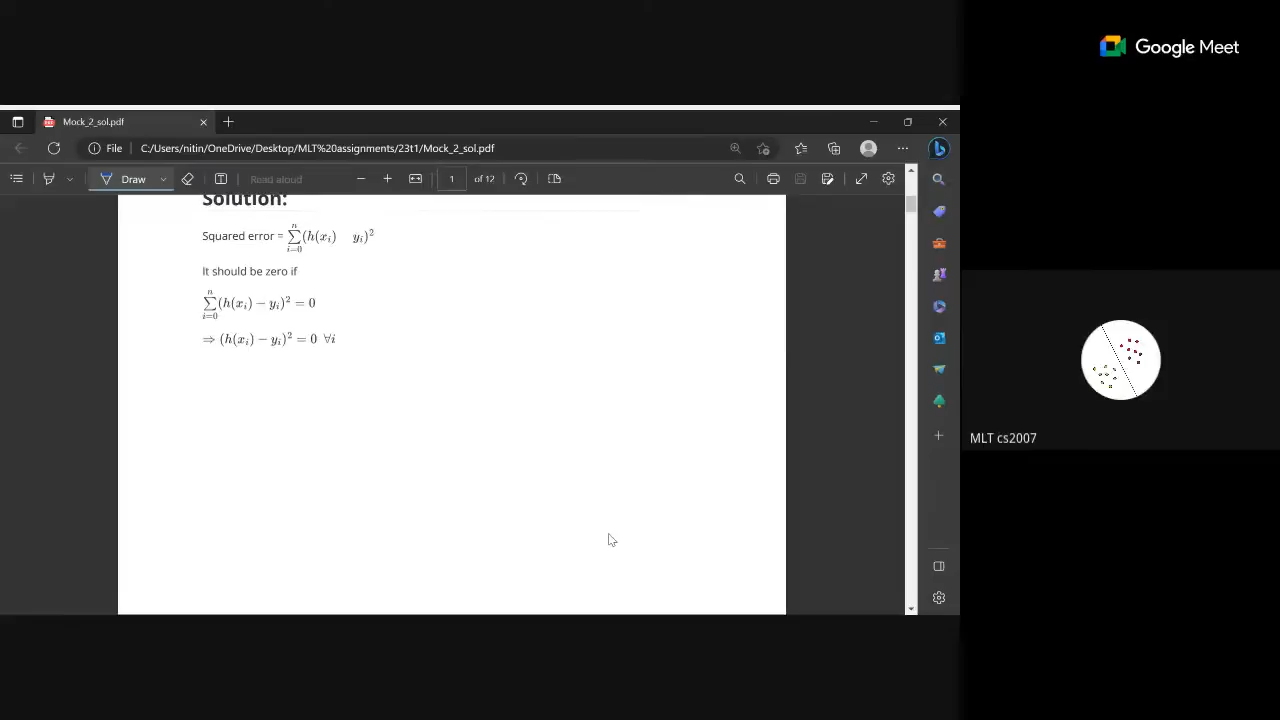 Google Meet
Mock_2_sol.pdf
File C:/Users/nitin/OneDrive/Desktop/MLT%20assignments/23t1/Mock_2_sol.pdf
Draw Read aloud 1 of 12
Solution:
Squared error = \sum_{i=0}^{n} (h(x_i) y_i)^2
It should be zero if
\sum_{i=0}^{n} (h(x_i) − y_i)^2 = 0
⇒ (h(x_i) − y_i)^2 = 0 ∀i
MLT cs2007